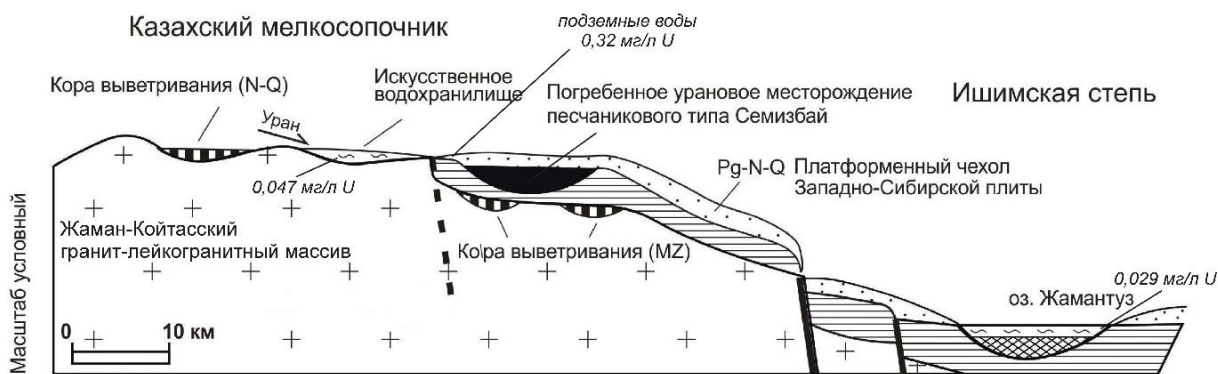 Казахский мелкосопочник
подземные воды
0,32 мг/л U
Кора выветривания (N-Q)
Искусственное
водохранилище
Погребенное урановое месторождение
песчаникового типа Семизбай
Ишимская степь
Уран
0,047 мг/л U
Pg-N-Q Платформенный чехол
Западно-Сибирской плиты
Жаман-Койтасский
гранит-лейкогранитный массив
Кора выветривания (MZ)
оз. Жамантуз
0,029 мг/л U
Масштаб условный
0 10 км